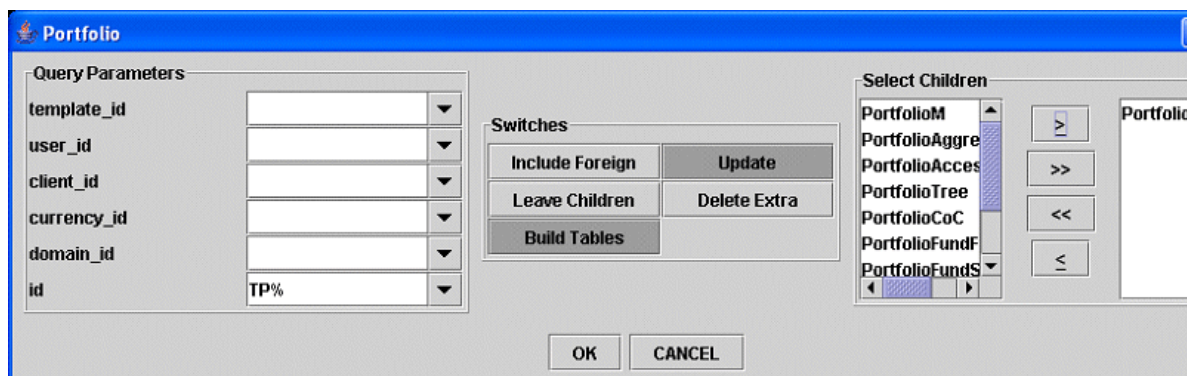 Portfolio
Query Parameters
template_id
user_id
client_id
currency_id
domain_id
id TP%
Switches
Include Foreign Update
Leave Children Delete Extra
Build Tables
Select Children
PortfolioM
PortfolioAggre
PortfolioAcces
PortfolioTree
PortfolioCoC
PortfolioFundF
PortfolioFundS
>
>>
<<
<
Portfolio
OK CANCEL